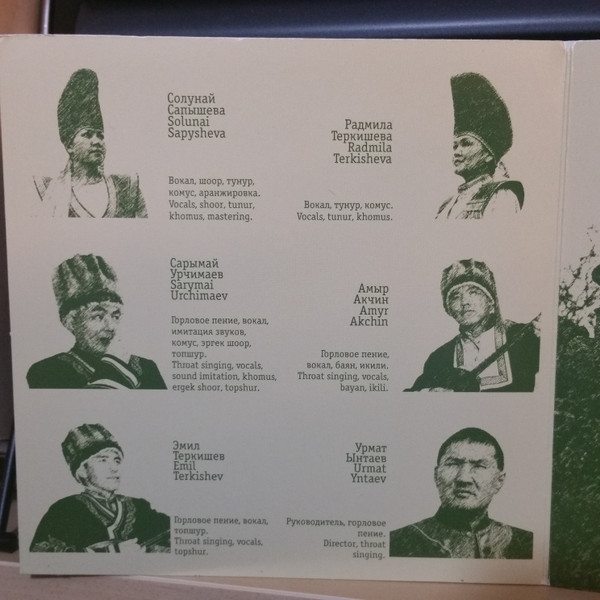 Солунай
Сапышева
Solunai
Sapysheva
Вокал, шоор, тунур,
комус, аранжировка.
Vocals, shoor, tunur,
khomus, mastering.
Радмила
Теркишева
Radmila
Terkisheva
Вокал, тунур, комус.
Vocals, tunur, khomus.
Сарымай
Урчимаев
Sarymai
Urchimaev
Горловое пение, вокал,
имитация звуков,
комус, эргек шоор,
топшур.
Throat singing, vocals,
sound imitation, khomus,
ergek shoor, topshur.
Амыр
Акчин
Amyr
Akchin
Горловое пение,
вокал, баян, икили.
Throat singing, vocals,
bayan, ikili.
Эмил
Теркишев
Emil
Terkishev
Горловое пение, вокал,
топшур.
Throat singing, vocals,
topshur.
Урмат
Ынтаев
Urmat
Yntaev
Руководитель, горловое
пение.
Director, throat
singing.